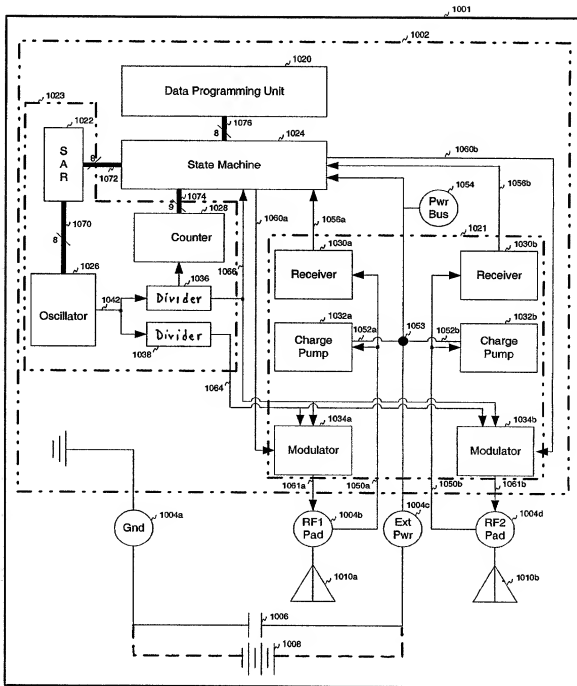 1001
1002
1020
Data Programming Unit
1023
1022
S A R
8
1076
1024
State Machine
8
1072
1060b
1074
9
1028
Counter
1060a
1056a
1054
Pwr Bus
1056b
1021
1070
8
1066
1030a
Receiver
1030b
Receiver
1026
Oscillator
1042
1036
Divider
Divider
1038
1064
1032a
Charge Pump
1052a
1053
1052b
1032b
Charge Pump
1034a
Modulator
1034b
Modulator
1061a
1050a
1050b
1061b
Gnd
1004a
RF1 Pad
1004b
Ext Pwr
1004c
RF2 Pad
1004d
1010a
1010b
1006
1008